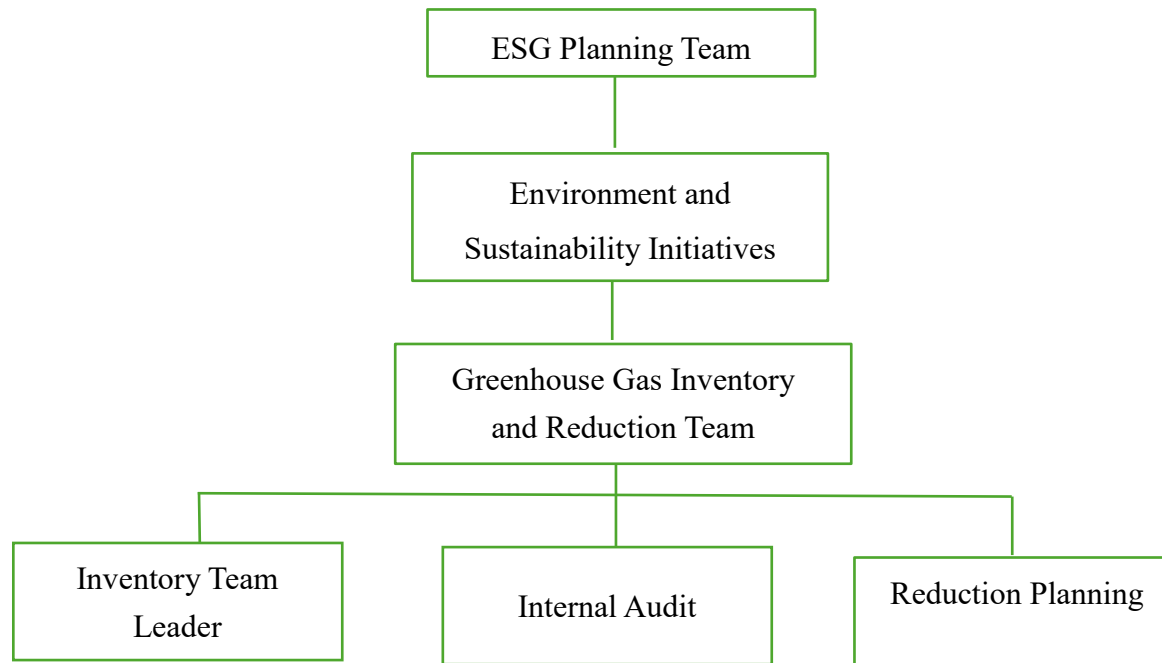 ESG Planning Team
Environment and
Sustainability Initiatives
Greenhouse Gas Inventory
and Reduction Team
Inventory Team
Leader
Internal Audit
Reduction Planning